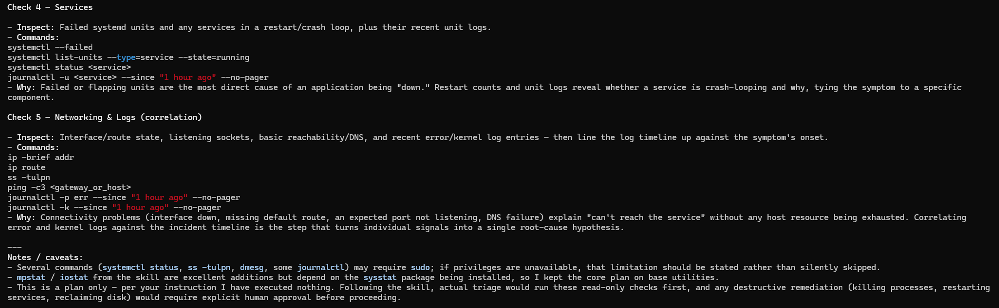 Check 4 — Services
- Inspect: Failed systemd units and any services in a restart/crash loop, plus their recent unit logs.
- Commands:
systemctl --failed
systemctl list-units --type=service --state=running
systemctl status <service>
journalctl -u <service> --since "1 hour ago" --no-pager
- Why: Failed or flapping units are the most direct cause of an application being "down." Restart counts and unit logs reveal whether a service is crash-looping and why, tying the symptom to a specific
component.
Check 5 — Networking & Logs (correlation)
- Inspect: Interface/route state, listening sockets, basic reachability/DNS, and recent error/kernel log entries — then line the log timeline up against the symptom's onset.
- Commands:
ip -brief addr
ip route
ss -tulpn
ping -c3 <gateway_or_host>
journalctl -p err --since "1 hour ago" --no-pager
journalctl -k --since "1 hour ago" --no-pager
- Why: Connectivity problems (interface down, missing default route, an expected port not listening, DNS failure) explain "can't reach the service" without any host resource being exhausted. Correlating
error and kernel logs against the incident timeline is the step that turns individual signals into a single root-cause hypothesis.
---
Notes / caveats:
- Several commands (systemctl status, ss -tulpn, dmesg, some journalctl) may require sudo; if privileges are unavailable, that limitation should be stated rather than silently skipped.
- mpstat / iostat from the skill are excellent additions but depend on the sysstat package being installed, so I kept the core plan on base utilities.
- This is a plan only — per your instruction I have executed nothing. Following the skill, actual triage would run these read-only checks first, and any destructive remediation (killing processes, restarting
services, reclaiming disk) would require explicit human approval before proceeding.